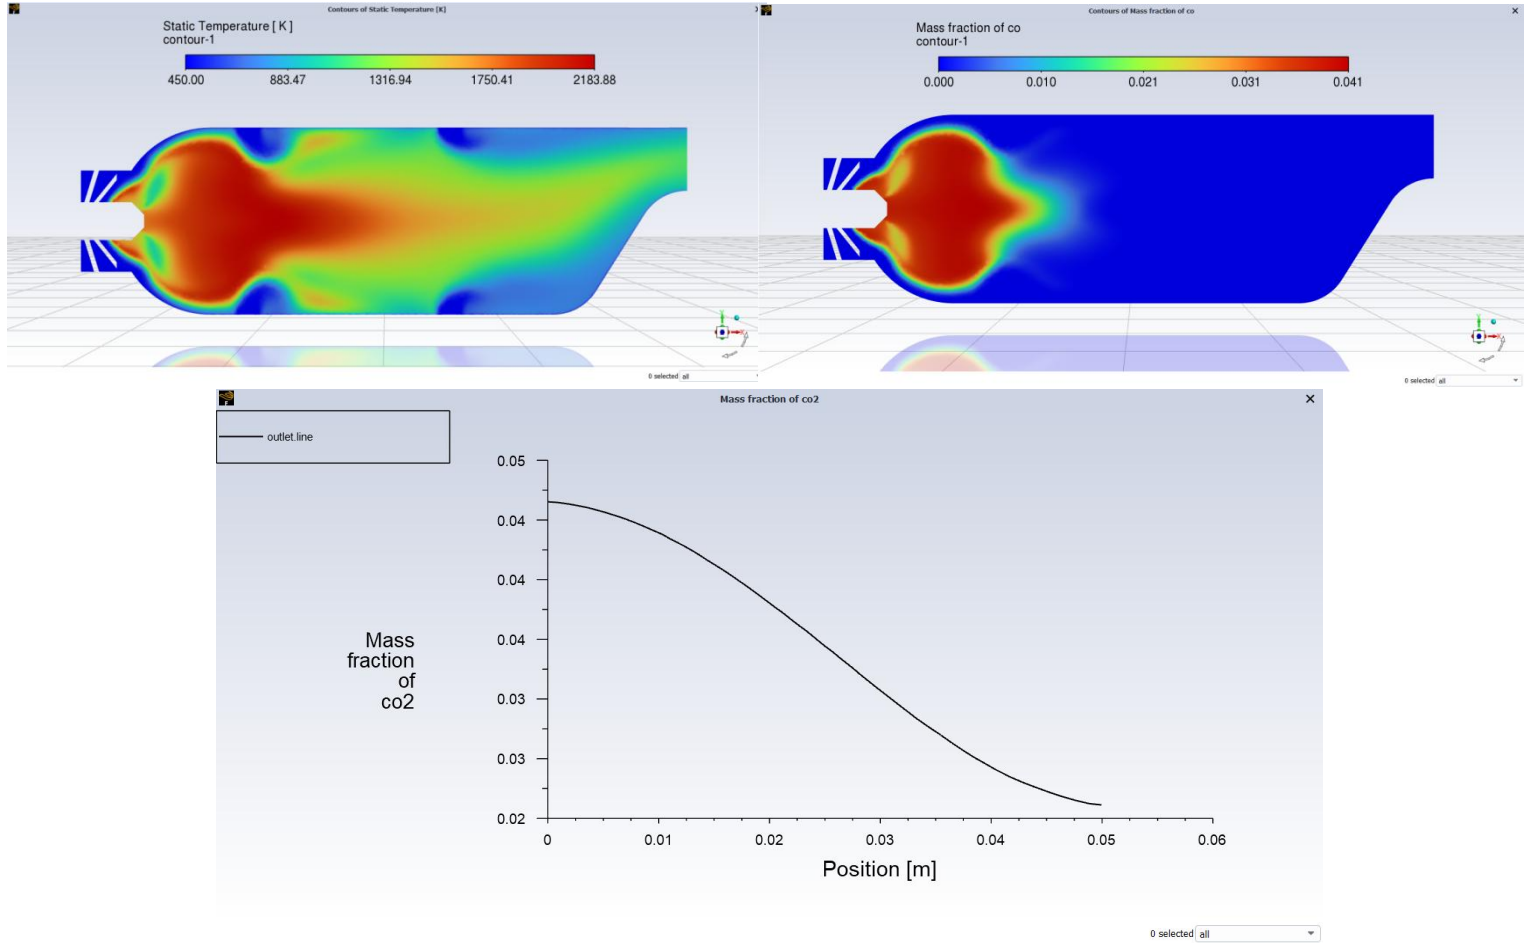 Contours of Static Temperature [K]
Static Temperature [ K ]
contour-1
450.00 883.47 1316.94 1750.41 2183.88
0 selected all
Contours of Mass fraction of co
Mass fraction of co
contour-1
0.000 0.010 0.021 0.031 0.041
0 selected all
Mass fraction of co2
outlet.line
0.05
0.04
0.04
0.04
0.03
0.03
0.02
Mass
fraction
of
co2
0 0.01 0.02 0.03 0.04 0.05 0.06
Position [m]
0 selected all